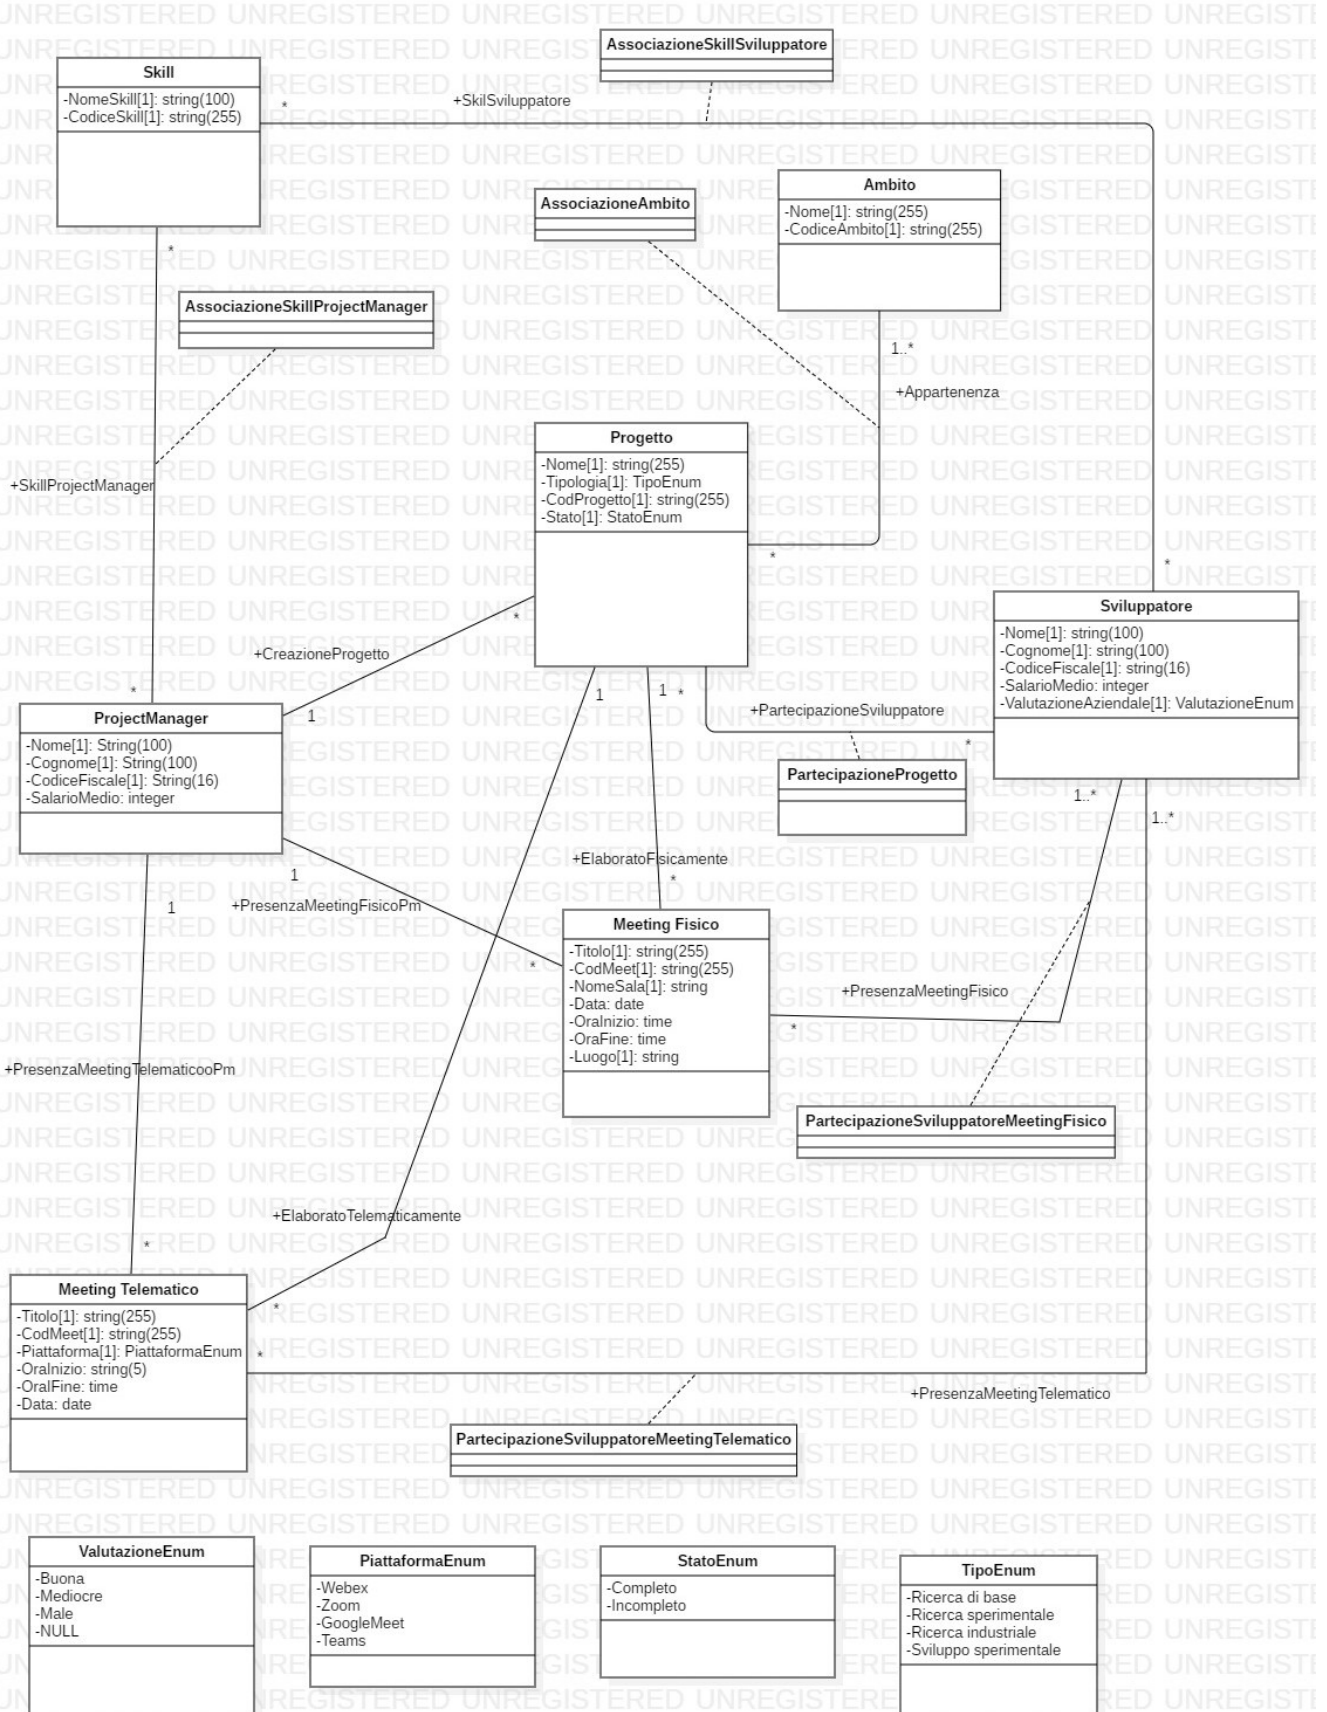 AssociazioneSkillSviluppatore
Skill
-NomeSkill[1]: string(100)
-CodiceSkill[1]: string(255)
*
+SkilSviluppatore
Ambito
-Nome[1]: string(255)
-CodiceAmbito[1]: string(255)
AssociazioneAmbito
*
AssociazioneSkillProjectManager
1..*
+Appartenenza
Progetto
-Nome[1]: string(255)
-Tipologia[1]: TipoEnum
-CodProgetto[1]: string(255)
-Stato[1]: StatoEnum
+SkillProjectManager
*
*
Sviluppatore
-Nome[1]: string(100)
-Cognome[1]: string(100)
-CodiceFiscale[1]: string(16)
-SalarioMedio: integer
-ValutazioneAziendale[1]: ValutazioneEnum
*
+CreazioneProgetto
*
1
1
1
*
+PartecipazioneSviluppatore
*
ProjectManager
-Nome[1]: String(100)
-Cognome[1]: String(100)
-CodiceFiscale[1]: String(16)
-SalarioMedio: integer
PartecipazioneProgetto
1..*
1..*
+ElaboratoFisicamente
*
1
1
+PresenzaMeetingFisicoPm
*
Meeting Fisico
-Titolo[1]: string(255)
-CodMeet[1]: string(255)
-NomeSala[1]: string
-Data: date
-OraInizio: time
-OraFine: time
-Luogo[1]: string
+PresenzaMeetingFisico
*
+PresenzaMeetingTelematicooPm
PartecipazioneSviluppatoreMeetingFisico
+ElaboratoTelematicamente
*
Meeting Telematico
-Titolo[1]: string(255)
-CodMeet[1]: string(255)
-Piattaforma[1]: PiattaformaEnum
-OraInizio: string(5)
-OralFine: time
-Data: date
*
*
+PresenzaMeetingTelematico
PartecipazioneSviluppatoreMeetingTelematico
ValutazioneEnum
-Buona
-Mediocre
-Male
-NULL
PiattaformaEnum
-Webex
-Zoom
-GoogleMeet
-Teams
StatoEnum
-Completo
-Incompleto
TipoEnum
-Ricerca di base
-Ricerca sperimentale
-Ricerca industriale
-Sviluppo sperimentale
UNREGISTERED